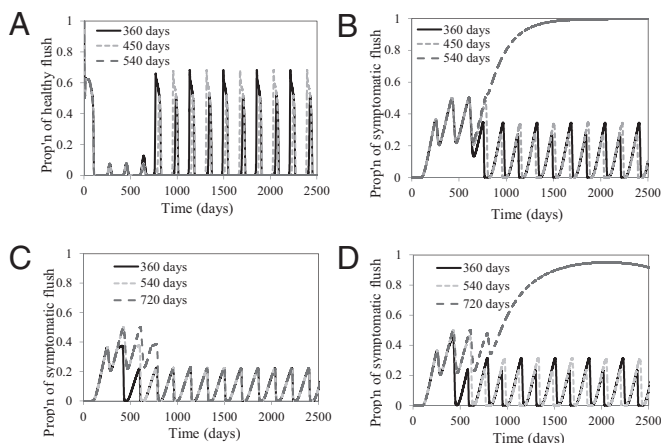 A
Prop'n of healthy flush
360 days
450 days
540 days
1
0.8
0.6
0.4
0.2
0
0 500 1000 1500 2000 2500
Time (days)
B
Prop'n of symptomatic flush
360 days
450 days
540 days
1
0.8
0.6
0.4
0.2
0
0 500 1000 1500 2000 2500
Time (days)
C
Prop'n of symptomatic flush
360 days
540 days
720 days
1
0.8
0.6
0.4
0.2
0
0 500 1000 1500 2000 2500
Time (days)
D
Prop'n of symptomatic flush
360 days
540 days
720 days
1
0.8
0.6
0.4
0.2
0
0 500 1000 1500 2000 2500
Time (days)